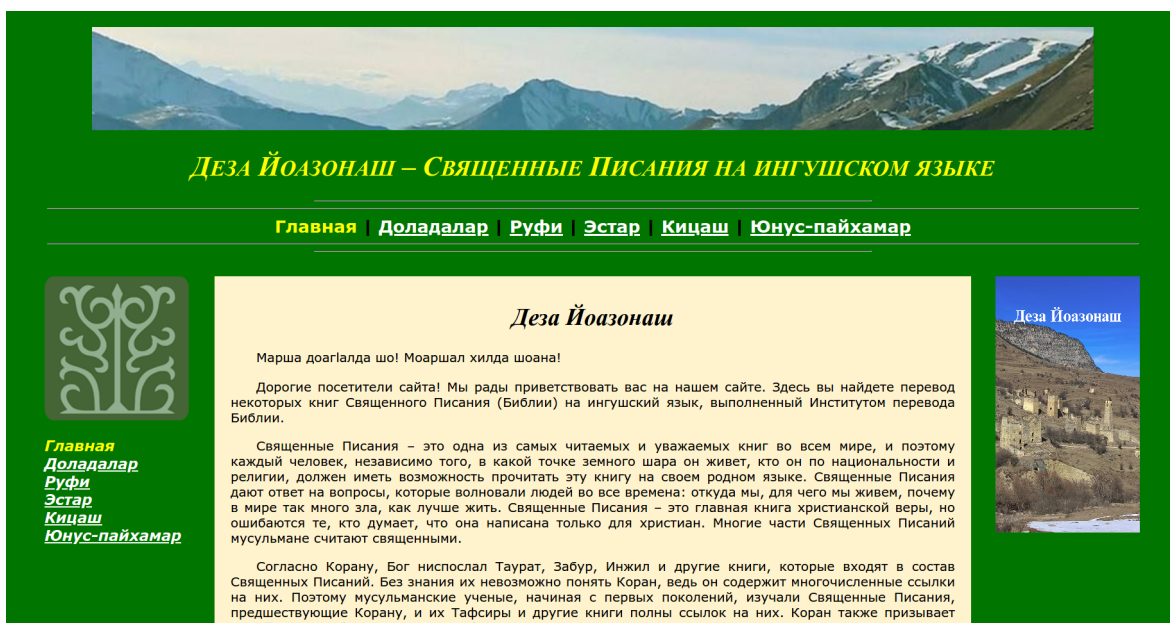 Деза Йоазонаш – Священные Писания на ингушском языке
Главная | Доладалар | Руфи | Эстар | Кицаш | Юнус-пайхамар
Деза Йоазонаш
Деза Йоазонаш
Марша доагӏалда шо! Моаршал хилда шоана!
Дорогие посетители сайта! Мы рады приветствовать вас на нашем сайте. Здесь вы найдете перевод
некоторых книг Священного Писания (Библии) на ингушский язык, выполненный Институтом перевода
Библии.
Священные Писания – это одна из самых читаемых и уважаемых книг во всем мире, и поэтому
каждый человек, независимо того, в какой точке земного шара он живет, кто он по национальности и
религии, должен иметь возможность прочитать эту книгу на своем родном языке. Священные Писания
дают ответ на вопросы, которые волновали людей во все времена: откуда мы, для чего мы живем, почему
в мире так много зла, как лучше жить. Священные Писания – это главная книга христианской веры, но
ошибаются те, кто думает, что она написана только для христиан. Многие части Священных Писаний
мусульмане считают священными.
Согласно Корану, Бог ниспослал Таурат, Забур, Инжил и другие книги, которые входят в состав
Священных Писаний. Без знания их невозможно понять Коран, ведь он содержит многочисленные ссылки
на них. Поэтому мусульманские ученые, начиная с первых поколений, изучали Священные Писания,
предшествующие Корану, и их Тафсиры и другие книги полны ссылок на них. Коран также призывает
Главная
Доладалар
Руфи
Эстар
Кицаш
Юнус-пайхамар